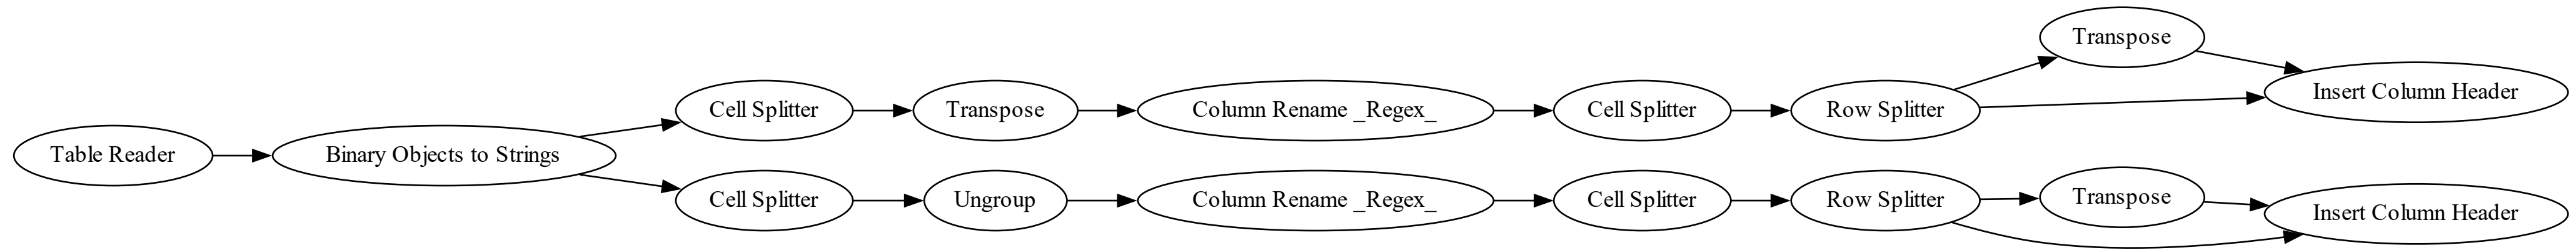 Table Reader
Binary Objects to Strings
Cell Splitter
Transpose
Column Rename _Regex_
Cell Splitter
Row Splitter
Transpose
Insert Column Header
Cell Splitter
Ungroup
Column Rename _Regex_
Cell Splitter
Row Splitter
Transpose
Insert Column Header